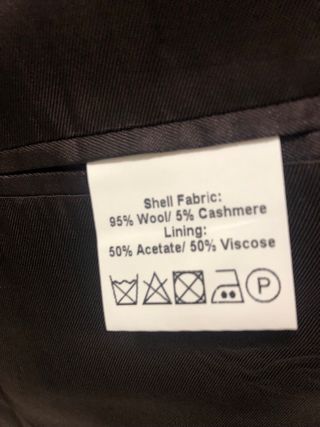 Shell Fabric:
95% Wool/ 5% Cashmere
Lining:
50% Acetate/ 50% Viscose
P